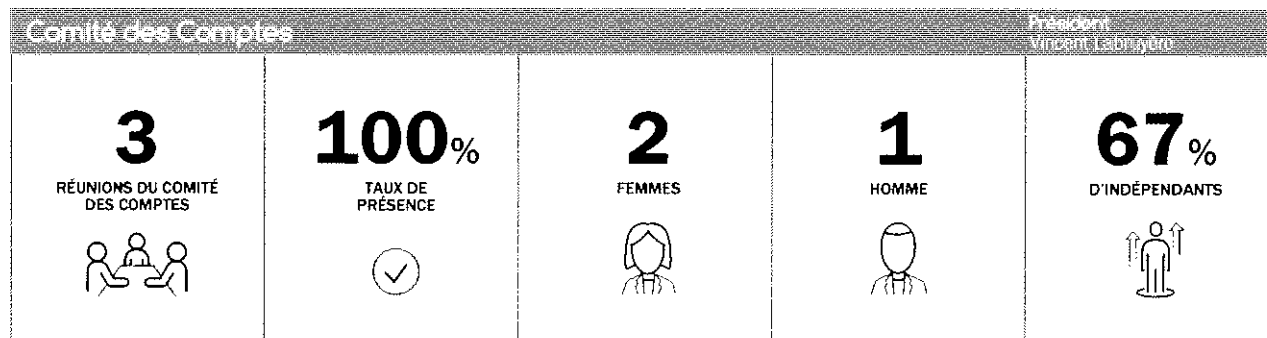 Comité des Comptes
Président
Vincent Labruyère
3
RÉUNIONS DU COMITÉ
DES COMPTES
100%
TAUX DE
PRÉSENCE
2
FEMMES
1
HOMME
67%
D'INDÉPENDANTS